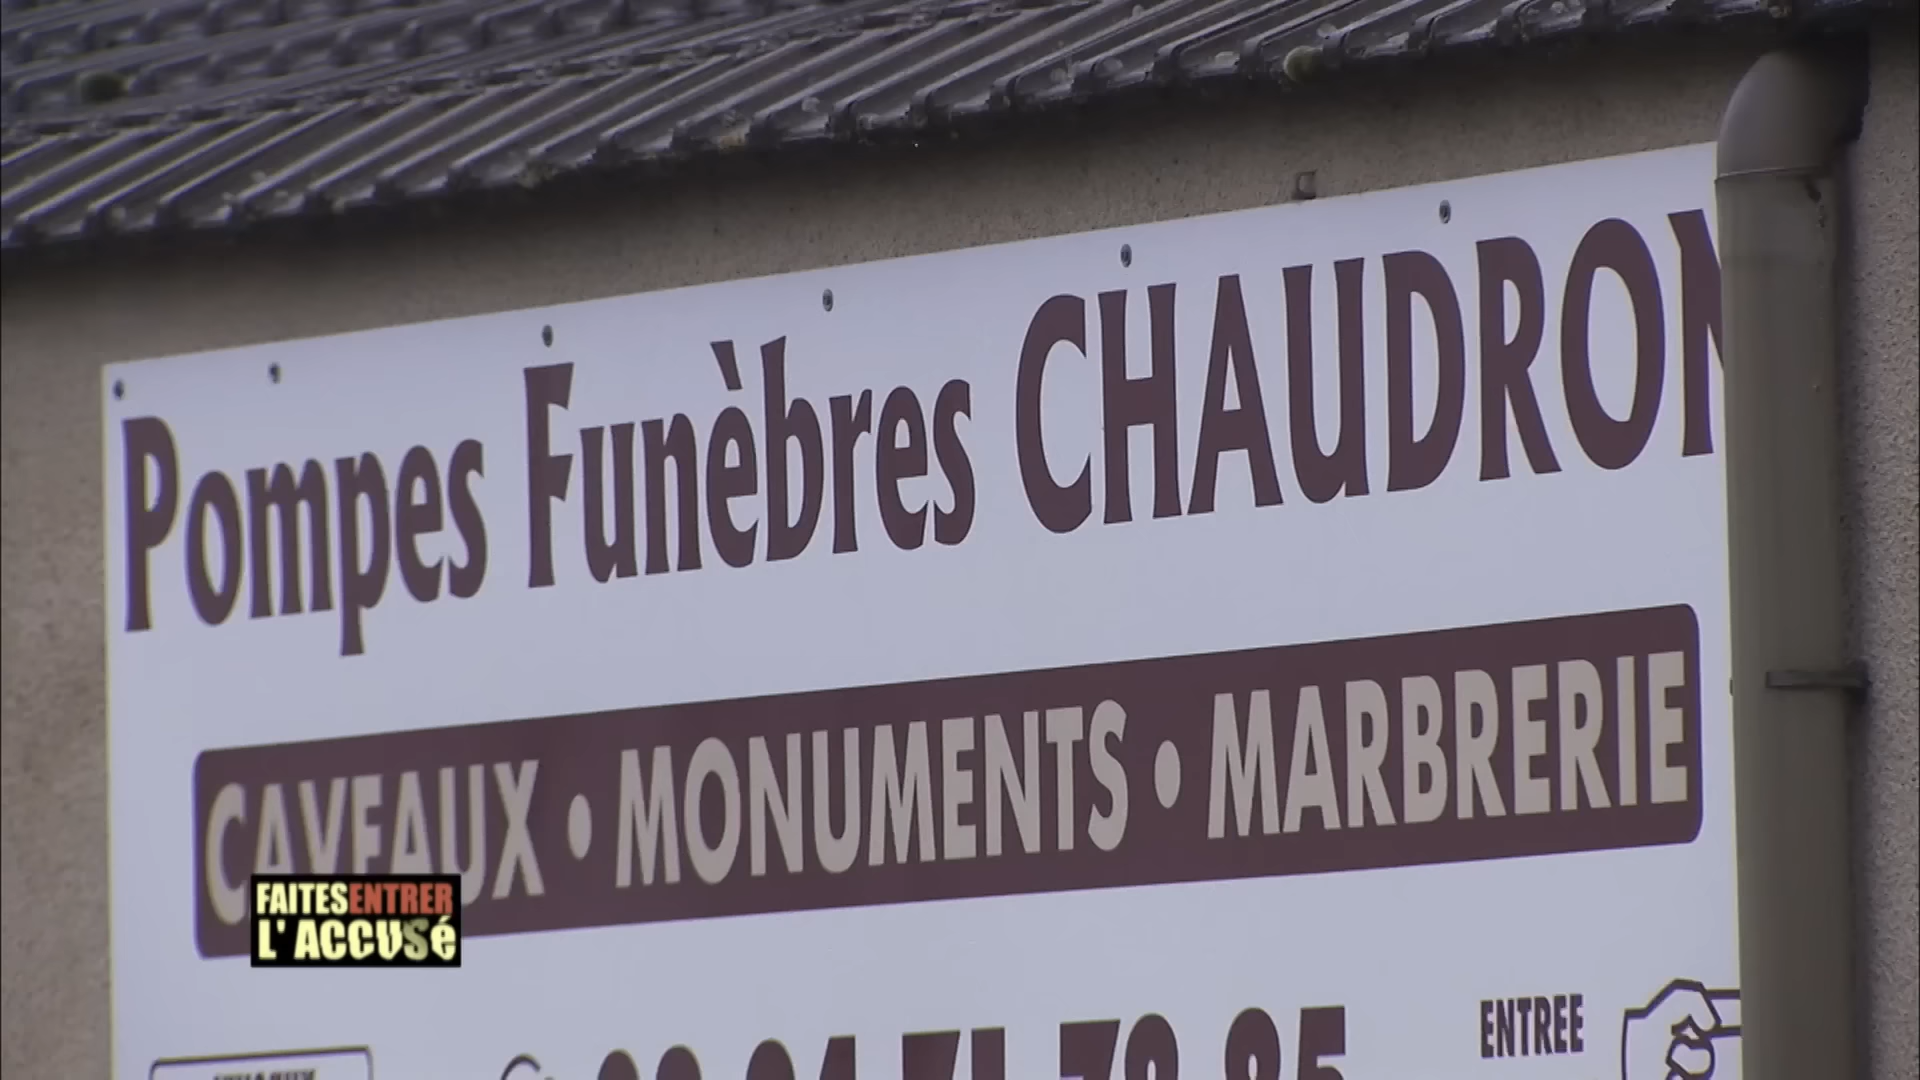 Pompes Funèbres CHAUDRON
CAVEAUX • MONUMENTS • MARBRERIE
FAITES ENTRER
L'ACCUSé
ENTREE